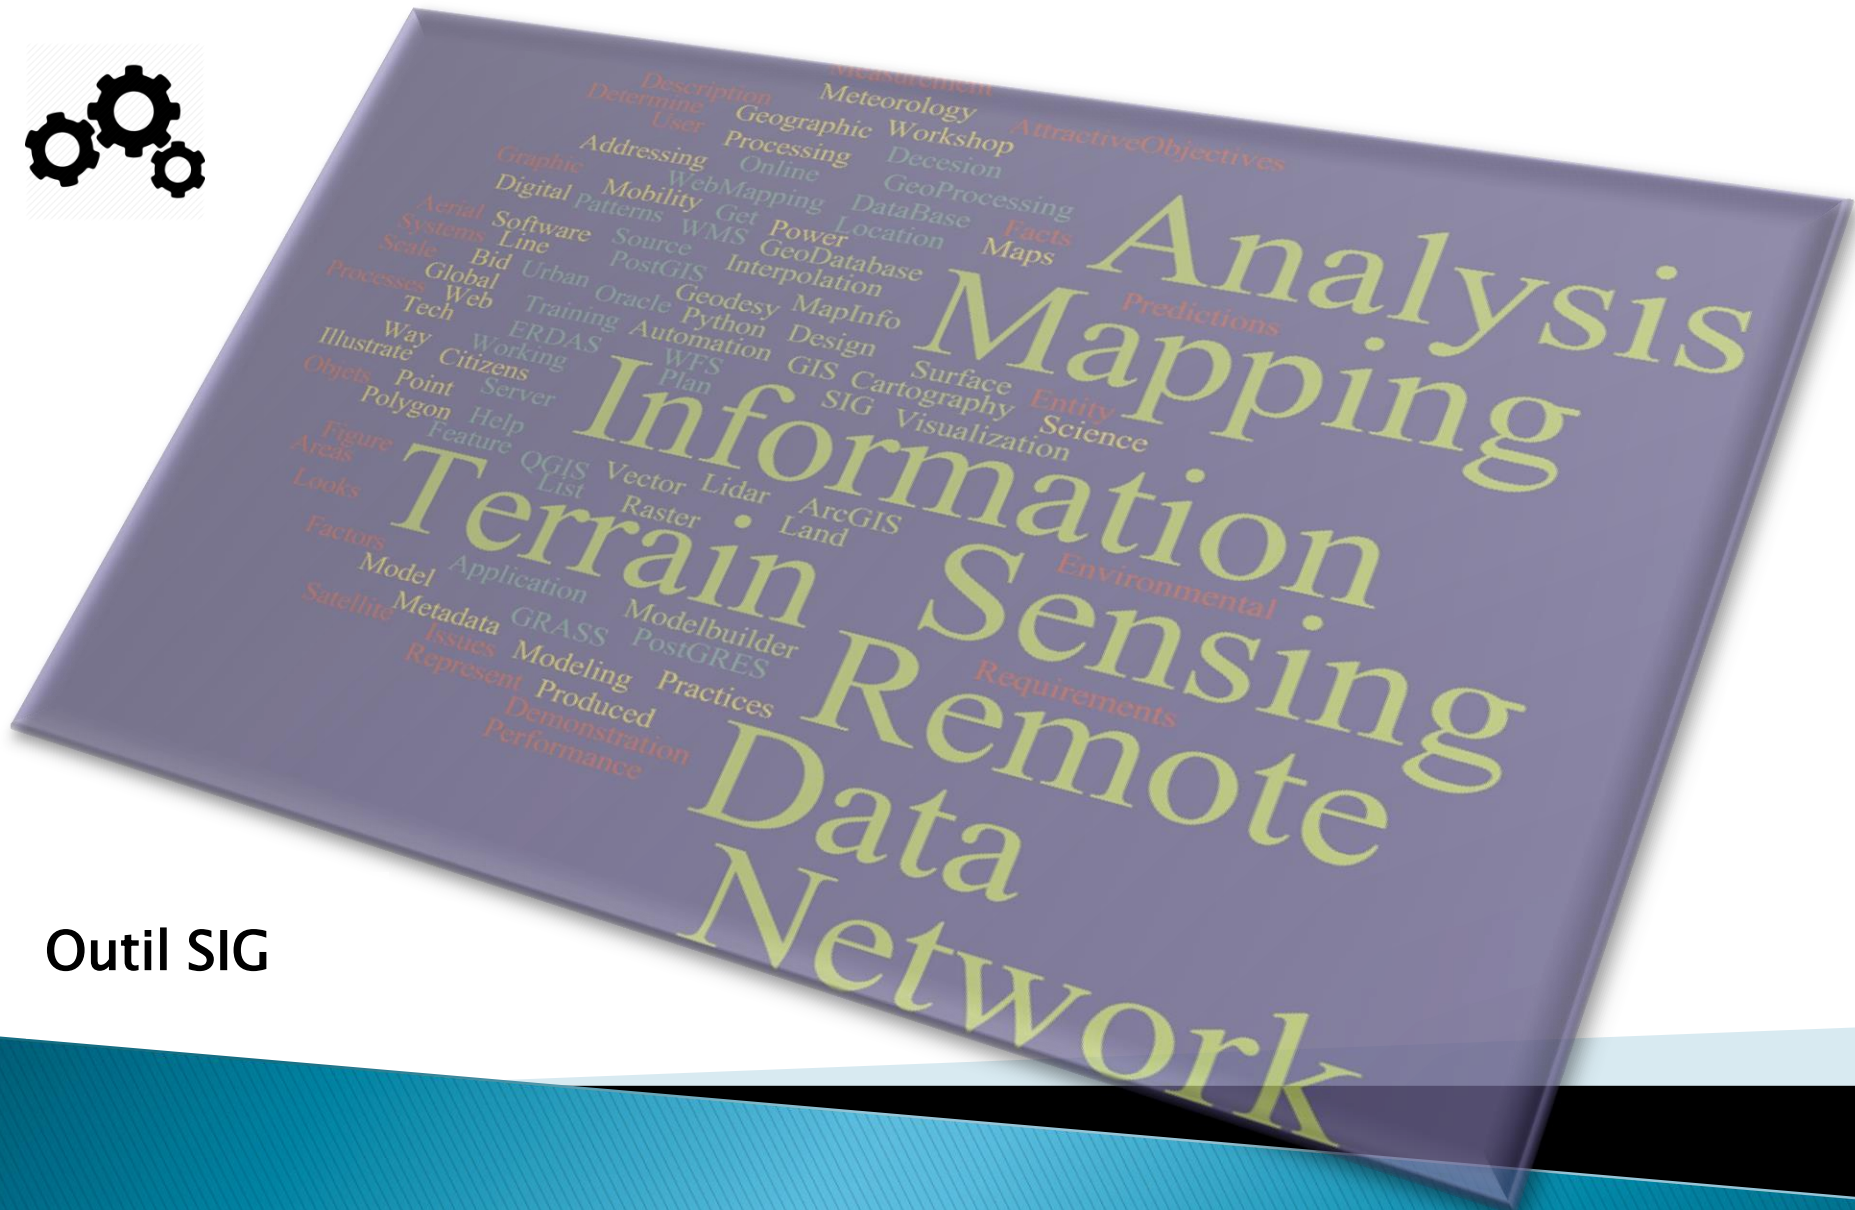 Measurement
Description Meteorology
Determine Geographic Workshop AttractiveObjectives
User Processing Decesion
Addressing Online GeoProcessing
Graphic WebMapping DataBase Facts
Digital Mobility Get Location Maps
Patterns WMS Power
Aerial Software Source GeoDatabase
Systems Line PostGIS Interpolation
Scale Bid Urban Oracle Geodesy MapInfo
Processes Global Training Python Design
Web ERDAS Automation
Tech Working WFS GIS Surface
Way Plan Cartography Entity
Illustrate Citizens SIG Visualization Science
Objets Point Server
Polygon Help
Figure Feature QGIS Vector Lidar ArcGIS
Areas List Raster Land
Looks
Analysis
Predictions
Mapping
Information
Terrain
Sensing
Environmental
Factors
Model Application Modelbuilder
Satellite Metadata GRASS PostGRES
Issues Modeling Practices
Represent Produced
Demonstration
Performance
Remote
Requirements
Data
Network
Outil SIG